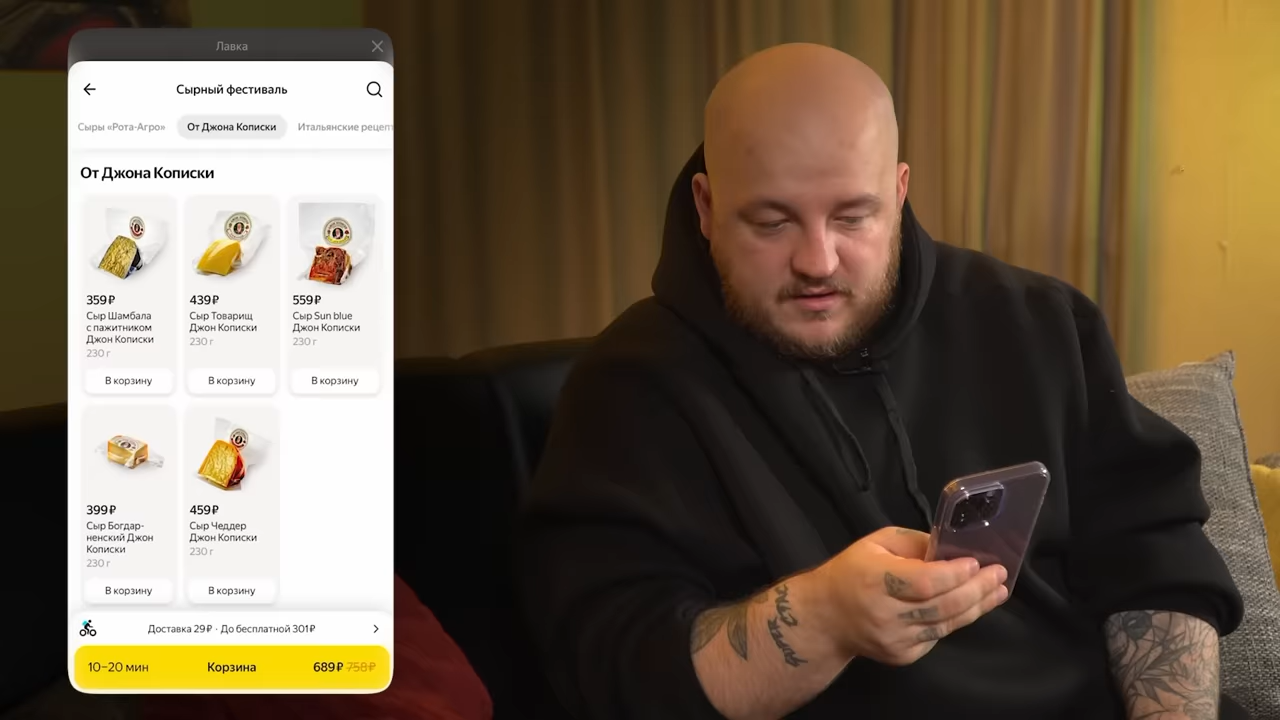 Лавка
Сырный фестиваль
Сыры «Рота-Агро»
От Джона Кописки
Итальянские рецепт
От Джона Кописки
359 ₽
Сыр Шамбала
с пажитником
Джон Кописки
230 г
В корзину
439 ₽
Сыр Товарищ
Джон Кописки
230 г
В корзину
559 ₽
Сыр Sun blue
Джон Кописки
230 г
В корзину
399 ₽
Сыр Богдар-
ненский Джон
Кописки
230 г
В корзину
459 ₽
Сыр Чеддер
Джон Кописки
230 г
В корзину
Доставка 29 ₽ · До бесплатной 301 ₽
10–20 мин Корзина 689 ₽ 758 ₽